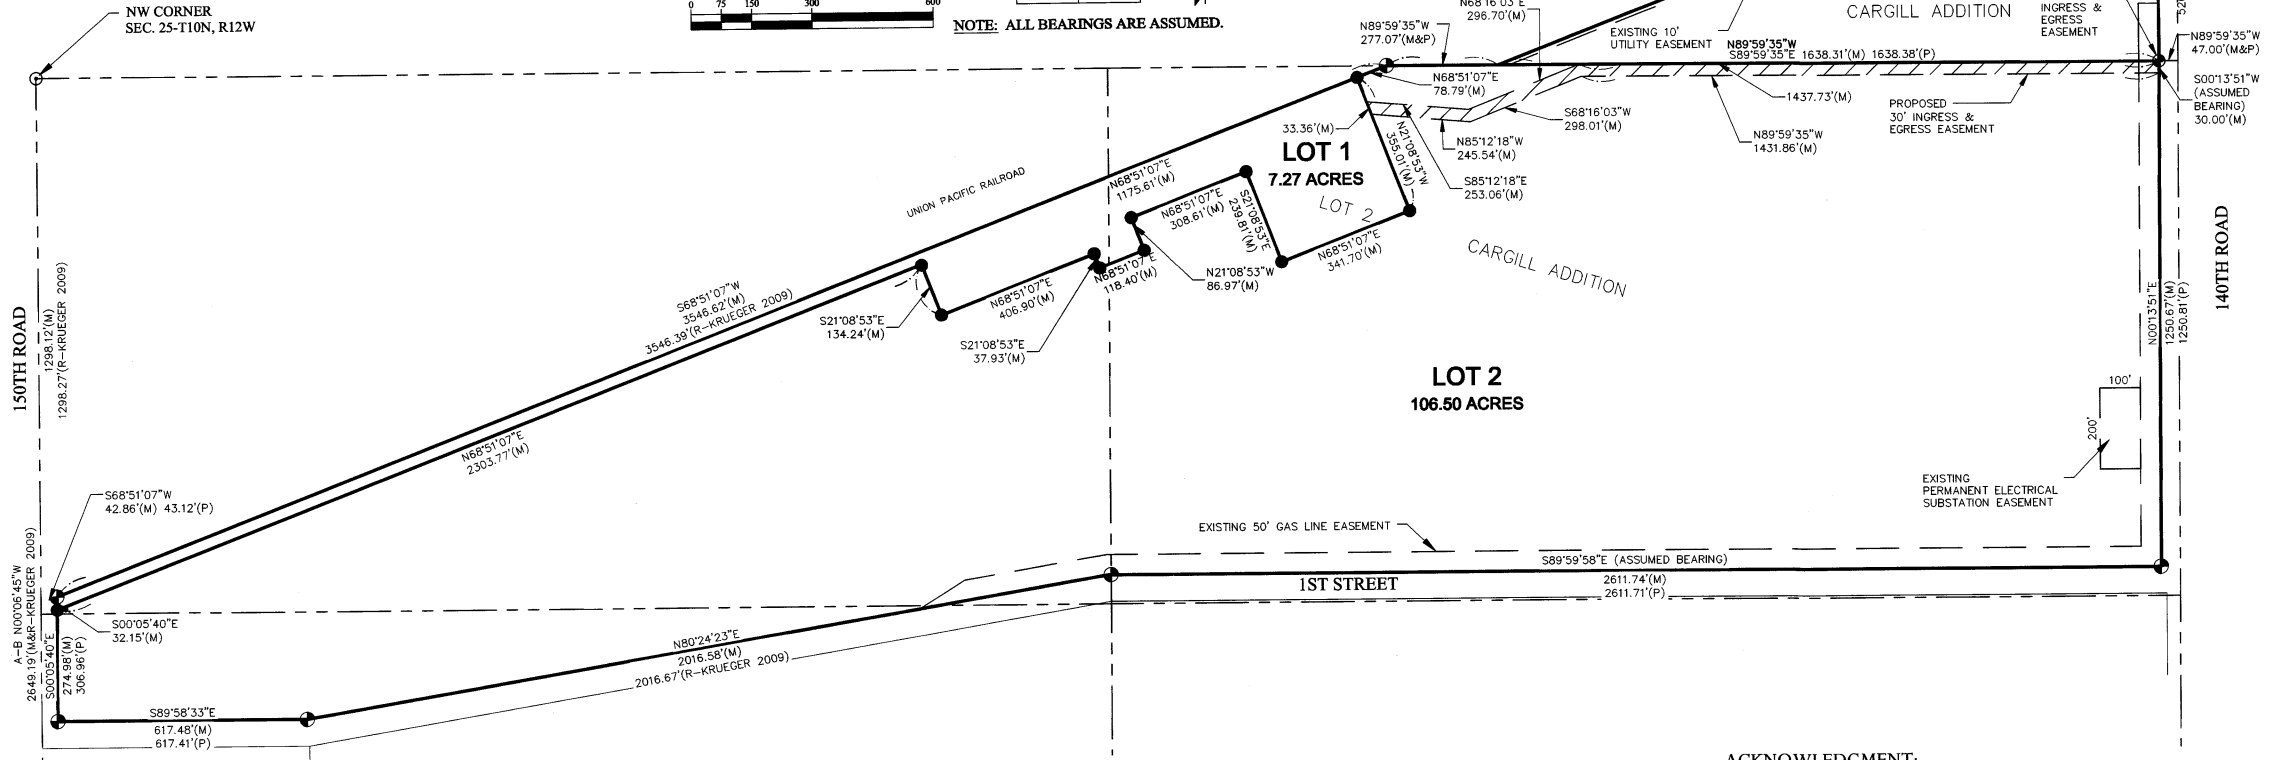 NW CORNER
SEC. 25-T10N, R12W
0 75 150 300 600
NOTE: ALL BEARINGS ARE ASSUMED.
N68°16'03"E
296.70'(M)
N89°59'35"W
277.07'(M&P)
EXISTING 10'
UTILITY EASEMENT
CARGILL ADDITION
INGRESS &
EGRESS
EASEMENT
N89°59'35"W
47.00'(M&P)
N89°59'35"W
S89°59'35"E 1638.31'(M) 1638.38'(P)
S00°13'51"W
(ASSUMED
BEARING)
30.00'(M)
N68°51'07"E
78.79'(M)
1437.73'(M)
PROPOSED
30' INGRESS &
EGRESS EASEMENT
S68°16'03"W
298.01'(M)
N89°59'35"W
1431.86'(M)
33.36'(M)
N85°12'18"W
245.54'(M)
N21°08'53"W
355.01'(M)
S85°12'18"E
253.06'(M)
LOT 1
7.27 ACRES
LOT 2
CARGILL ADDITION
UNION PACIFIC RAILROAD
N68°51'07"E
1175.61'(M)
N68°51'07"E
308.61'(M)
S21°08'53"E
239.81'(M)
N68°51'07"E
341.70'(M)
N21°08'53"W
86.97'(M)
N68°51'07"E
118.40'(M)
N68°51'07"E
406.90'(M)
S21°08'53"E
37.93'(M)
S21°08'53"E
134.24'(M)
S68°51'07"W
3546.62'(M)
3546.39'(R-KRUEGER 2009)
150TH ROAD
1298.12'(M)
1298.27'(R-KRUEGER 2009)
140TH ROAD
N00°13'51"E
1250.67'(M)
1250.81'(P)
LOT 2
106.50 ACRES
100'
200'
EXISTING
PERMANENT ELECTRICAL
SUBSTATION EASEMENT
N68°51'07"E
2303.77'(M)
S68°51'07"W
42.86'(M) 43.12'(P)
EXISTING 50' GAS LINE EASEMENT
S89°59'58"E (ASSUMED BEARING)
1ST STREET
2611.74'(M)
2611.71'(P)
A-B N00°06'45"W
2649.19'(M&R-KRUEGER 2009)
S00°05'40"E
274.98'(M)
306.96'(P)
S00°05'40"E
32.15'(M)
N80°24'23"E
2016.58'(M)
2016.67'(R-KRUEGER 2009)
S89°58'33"E
617.48'(M)
617.41'(P)
ACKNOWLEDGMENT: